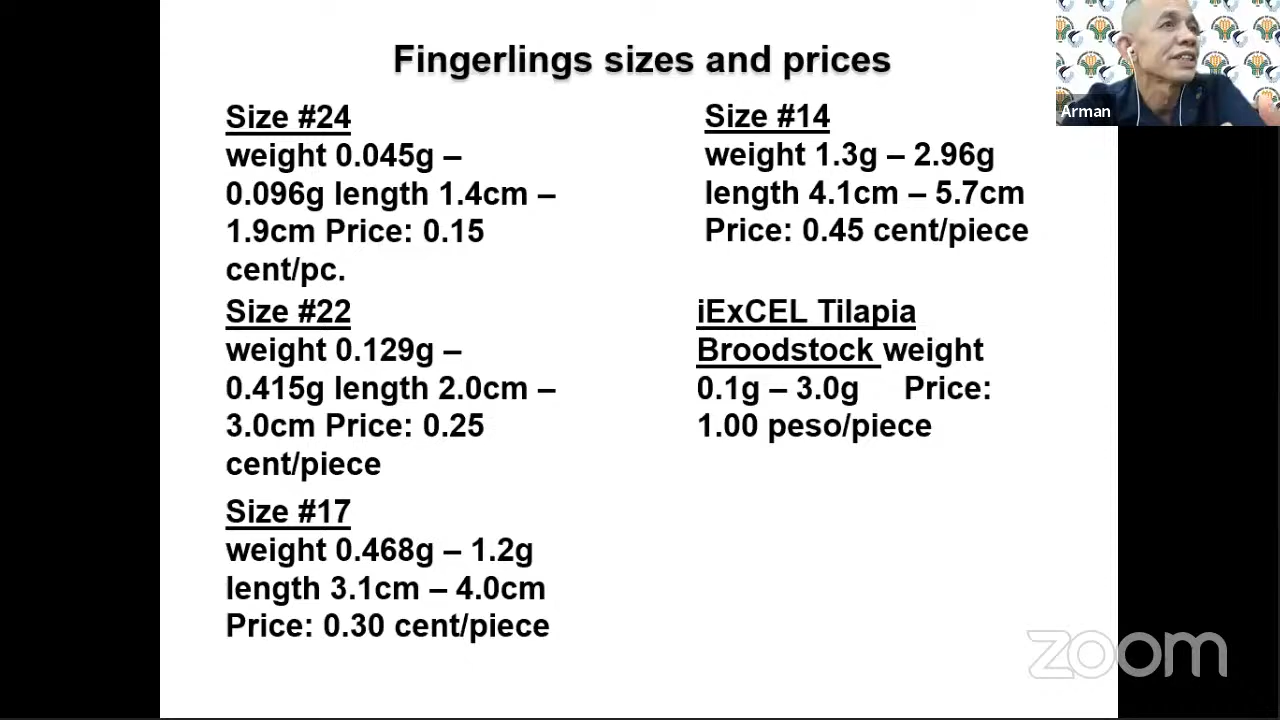 Fingerlings sizes and prices
Size #24
weight 0.045g –
0.096g length 1.4cm –
1.9cm Price: 0.15
cent/pc.
Size #22
weight 0.129g –
0.415g length 2.0cm –
3.0cm Price: 0.25
cent/piece
Size #17
weight 0.468g – 1.2g
length 3.1cm – 4.0cm
Price: 0.30 cent/piece
Size #14
weight 1.3g – 2.96g
length 4.1cm – 5.7cm
Price: 0.45 cent/piece
iExCEL Tilapia
Broodstock weight
0.1g – 3.0g Price:
1.00 peso/piece
Arman
zoom